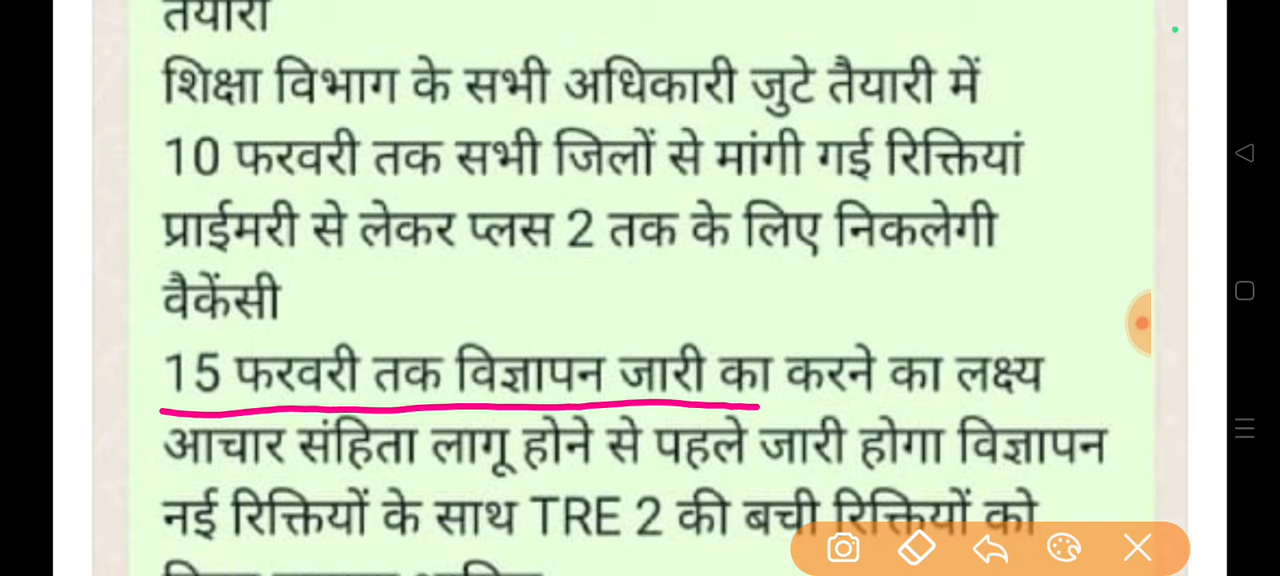 तैयारी
शिक्षा विभाग के सभी अधिकारी जुटे तैयारी में
10 फरवरी तक सभी जिलों से मांगी गई रिक्तियां
प्राईमरी से लेकर प्लस 2 तक के लिए निकलेगी
वैकेंसी
15 फरवरी तक विज्ञापन जारी का करने का लक्ष्य
आचार संहिता लागू होने से पहले जारी होगा विज्ञापन
नई रिक्तियों के साथ TRE 2 की बची रिक्तियों को